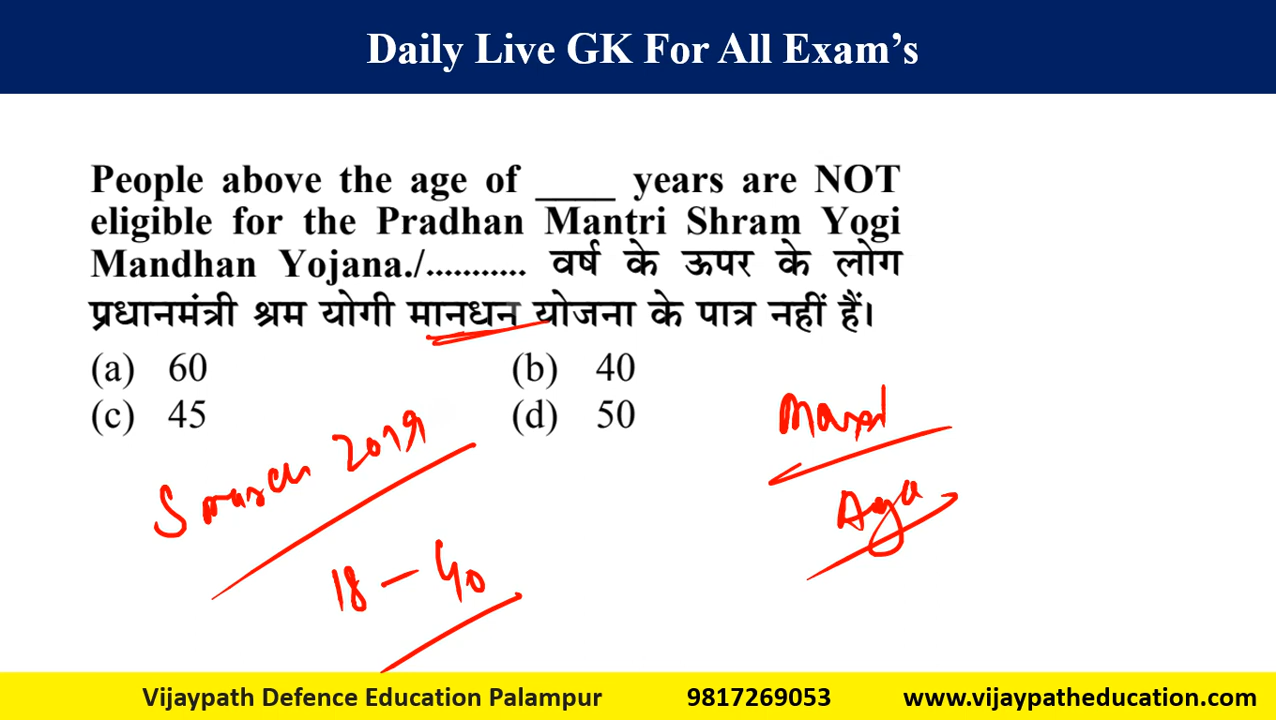 Daily Live GK For All Exam's
People above the age of ____ years are NOT
eligible for the Pradhan Mantri Shram Yogi
Mandhan Yojana./........... वर्ष के ऊपर के लोग
प्रधानमंत्री श्रम योगी मानधन योजना के पात्र नहीं हैं।
(a) 60 (b) 40
(c) 45 (d) 50
5 march 2019
18 - 40
Vijaypath Defence Education Palampur 9817269053 www.vijaypatheducation.com